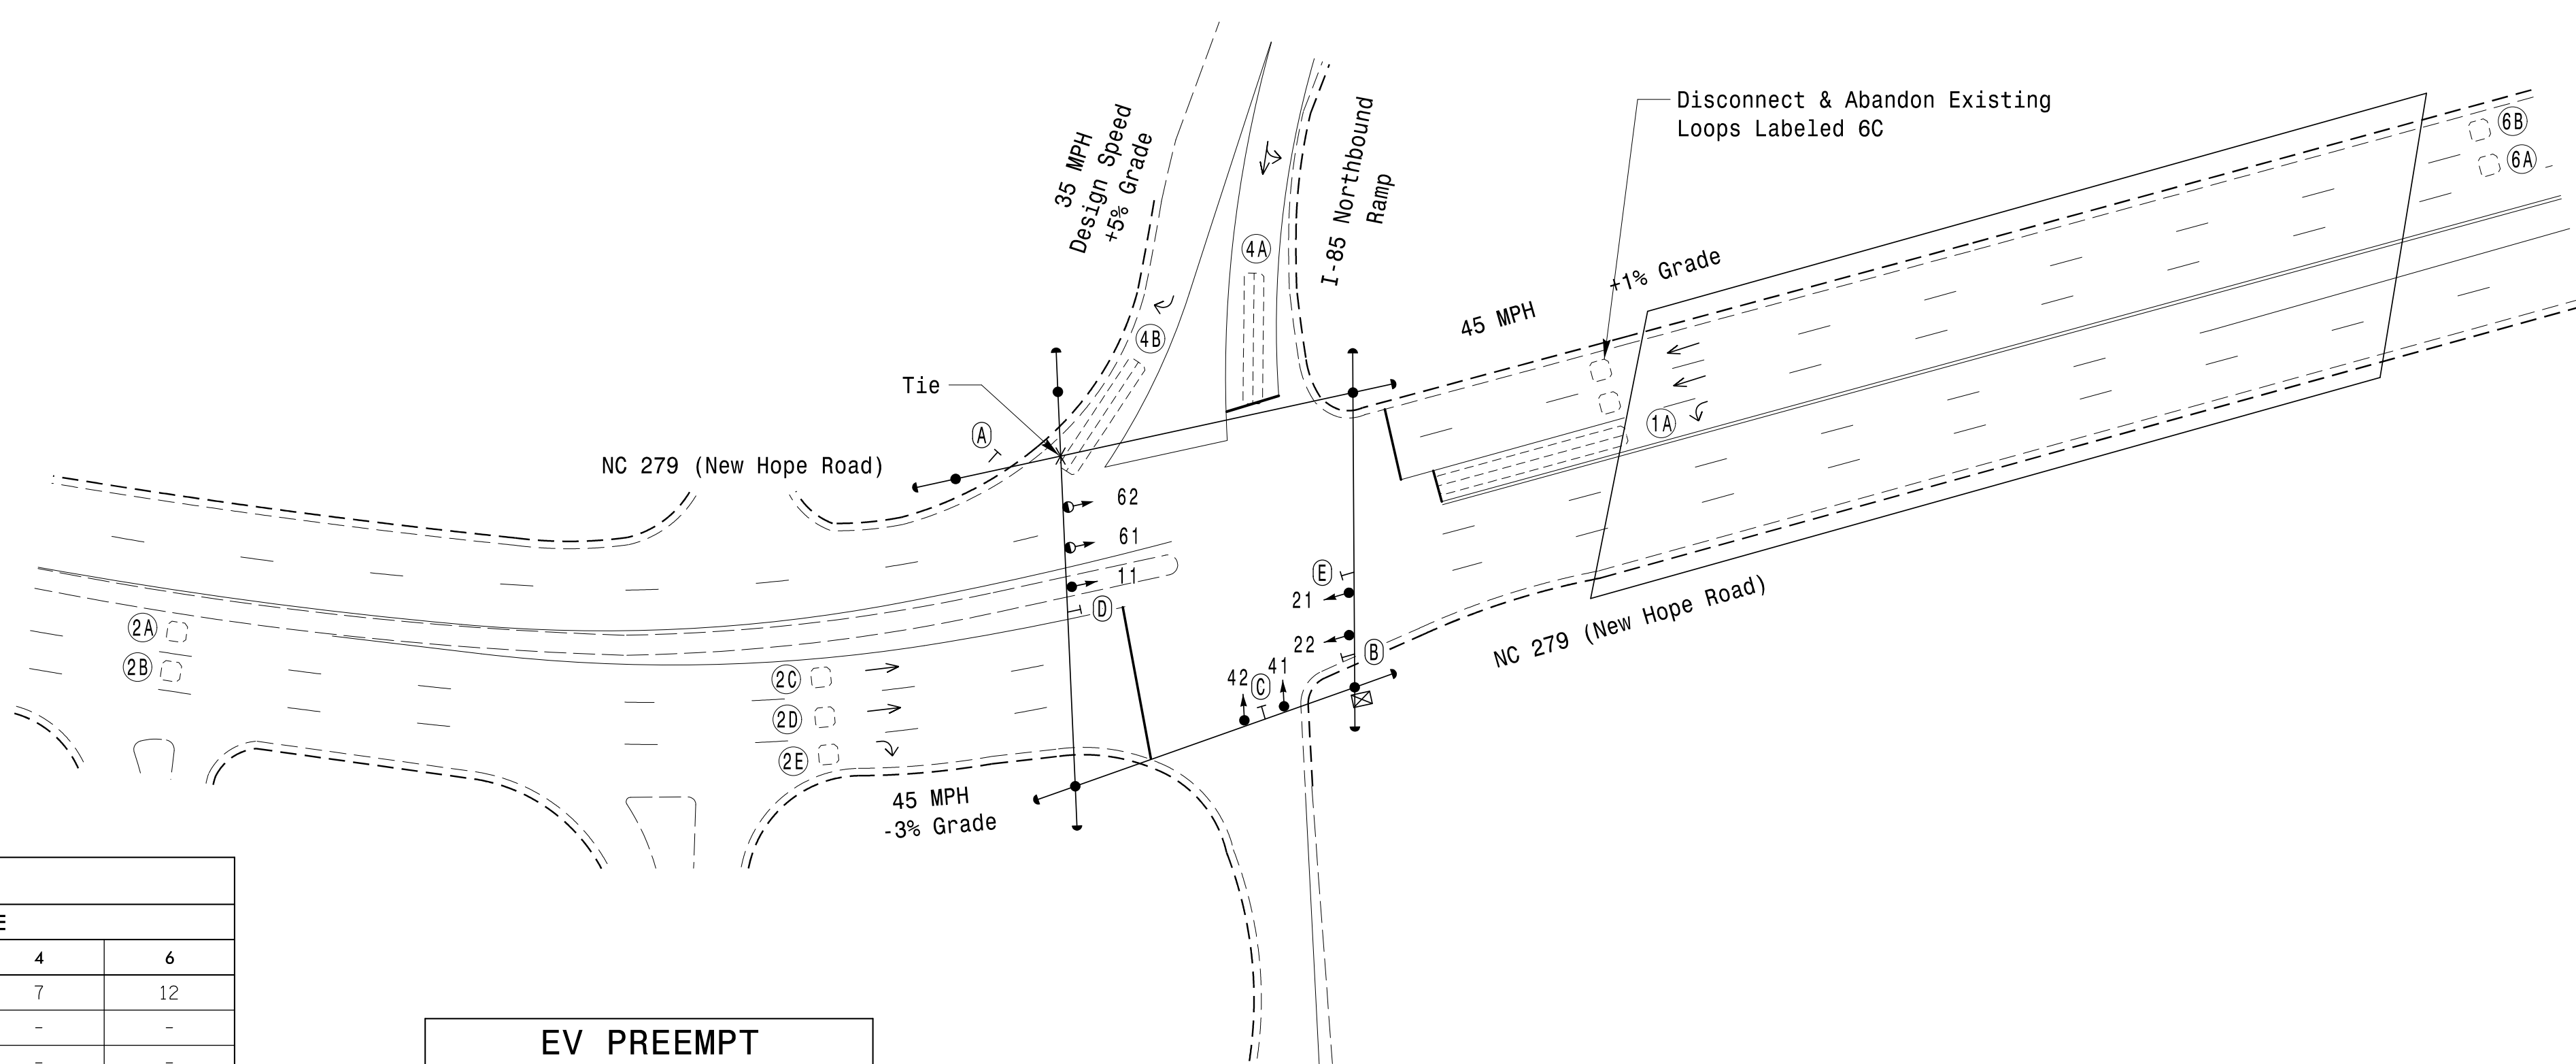 Disconnect & Abandon Existing
Loops Labeled 6C
6B
6A
35 MPH
Design Speed
+5% Grade
I-85 Northbound
Ramp
4A
4B
45 MPH
+1% Grade
1A
Tie
A
NC 279 (New Hope Road)
62
61
11
D
E
21
22
B
41
42
C
NC 279 (New Hope Road)
2A
2B
2C
2D
2E
45 MPH
-3% Grade
E
4 6
7 12
- -
- -
EV PREEMPT